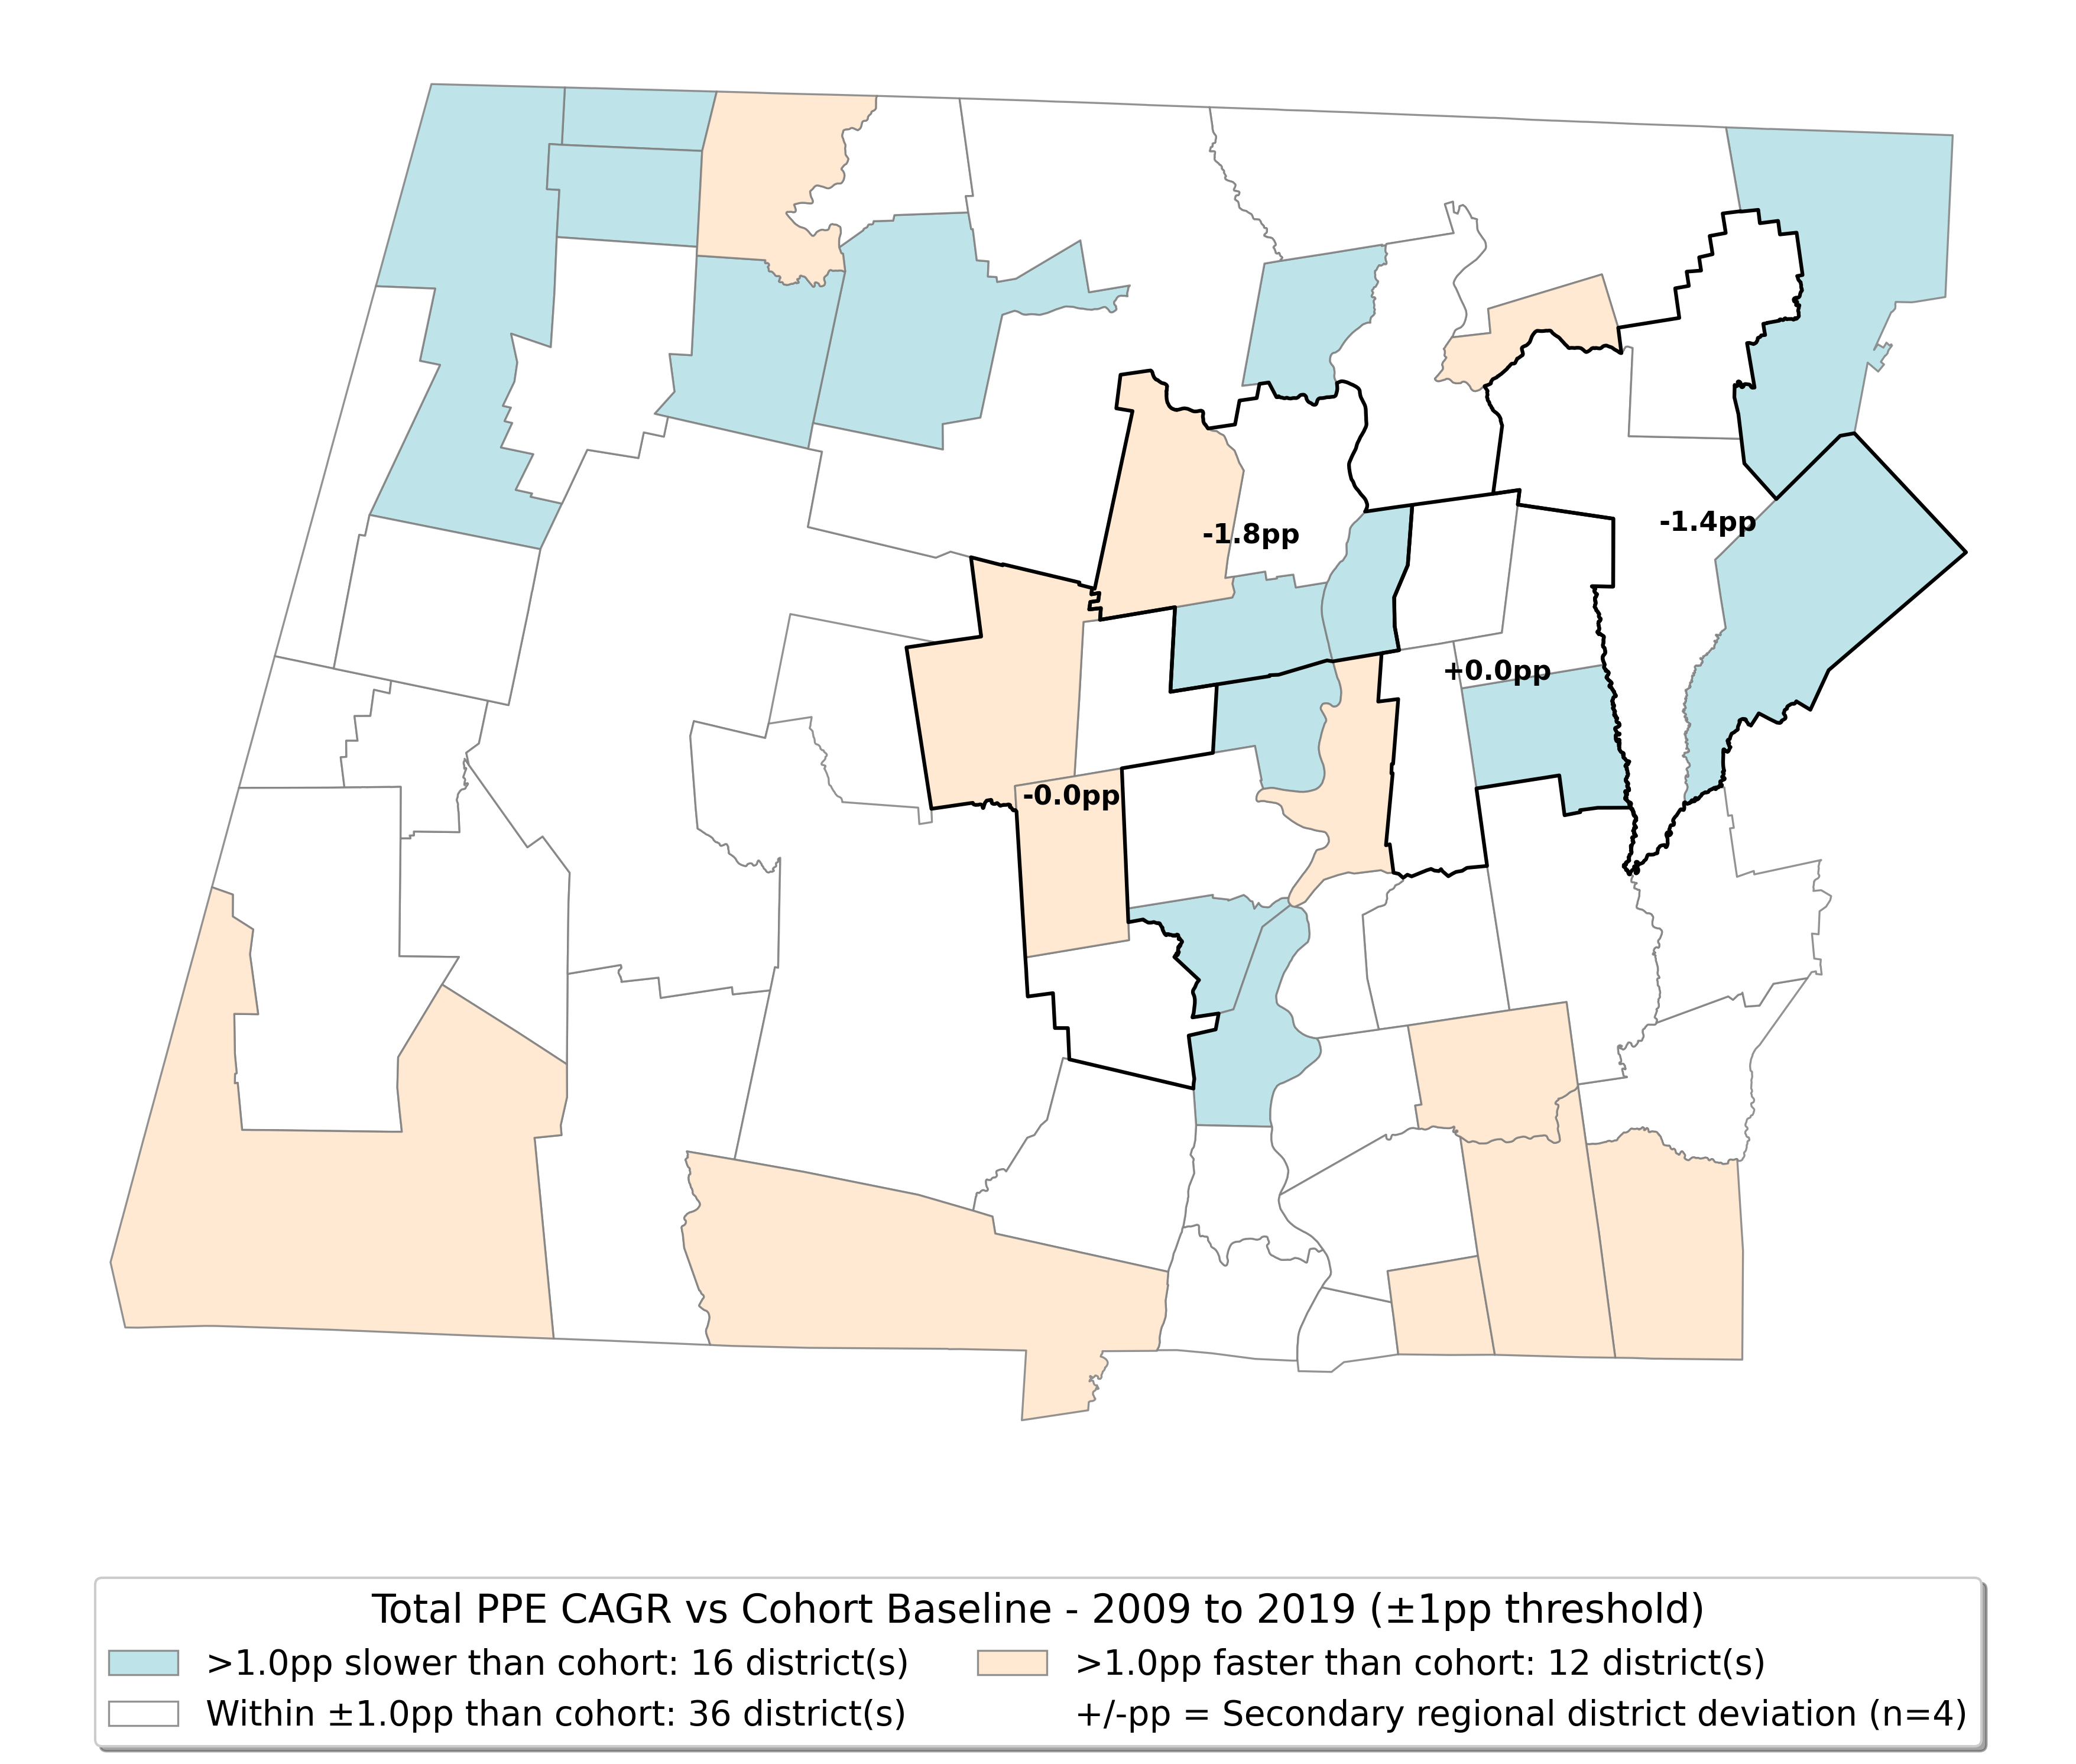 -1.8pp
-1.4pp
+0.0pp
-0.0pp
Total PPE CAGR vs Cohort Baseline - 2009 to 2019 (±1pp threshold)
>1.0pp slower than cohort: 16 district(s)
>1.0pp faster than cohort: 12 district(s)
Within ±1.0pp than cohort: 36 district(s)
+/-pp = Secondary regional district deviation (n=4)